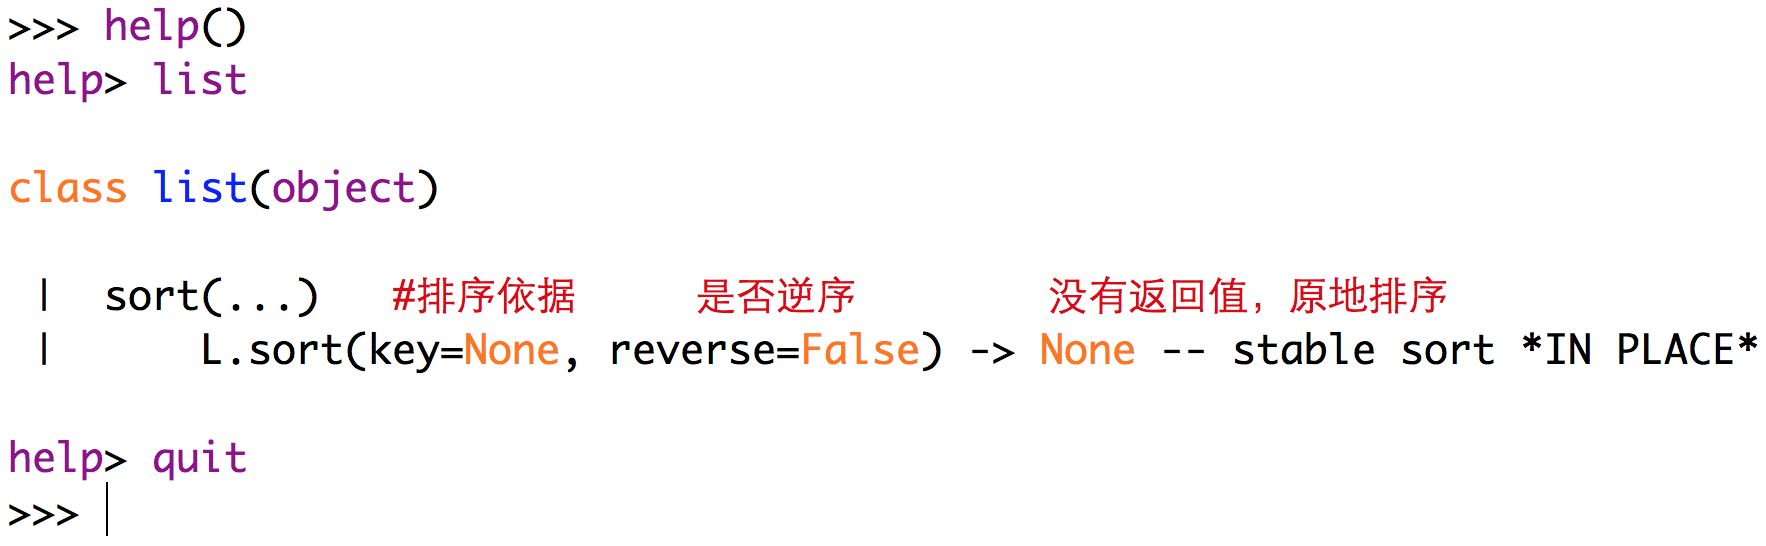 >>> help()
help> list
class list(object)
 |  sort(...)   #排序依据     是否逆序        没有返回值，原地排序
 |      L.sort(key=None, reverse=False) -> None -- stable sort *IN PLACE*
help> quit
>>>